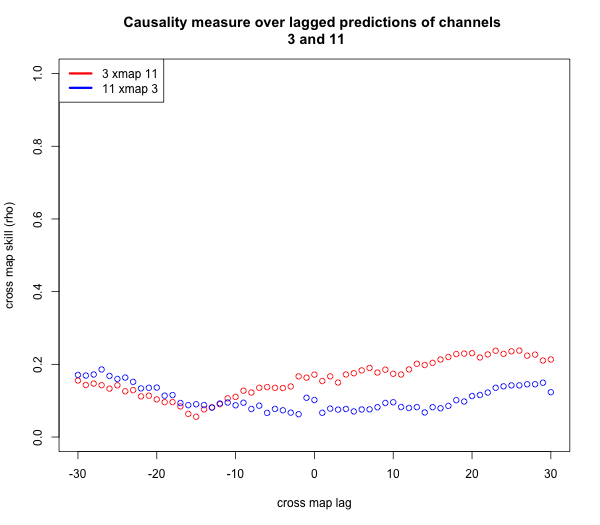 Causality measure over lagged predictions of channels
3 and 11
3 xmap 11
11 xmap 3
cross map skill (rho)
1.0
0.8
0.6
0.4
0.2
0.0
-30 -20 -10 0 10 20 30
cross map lag